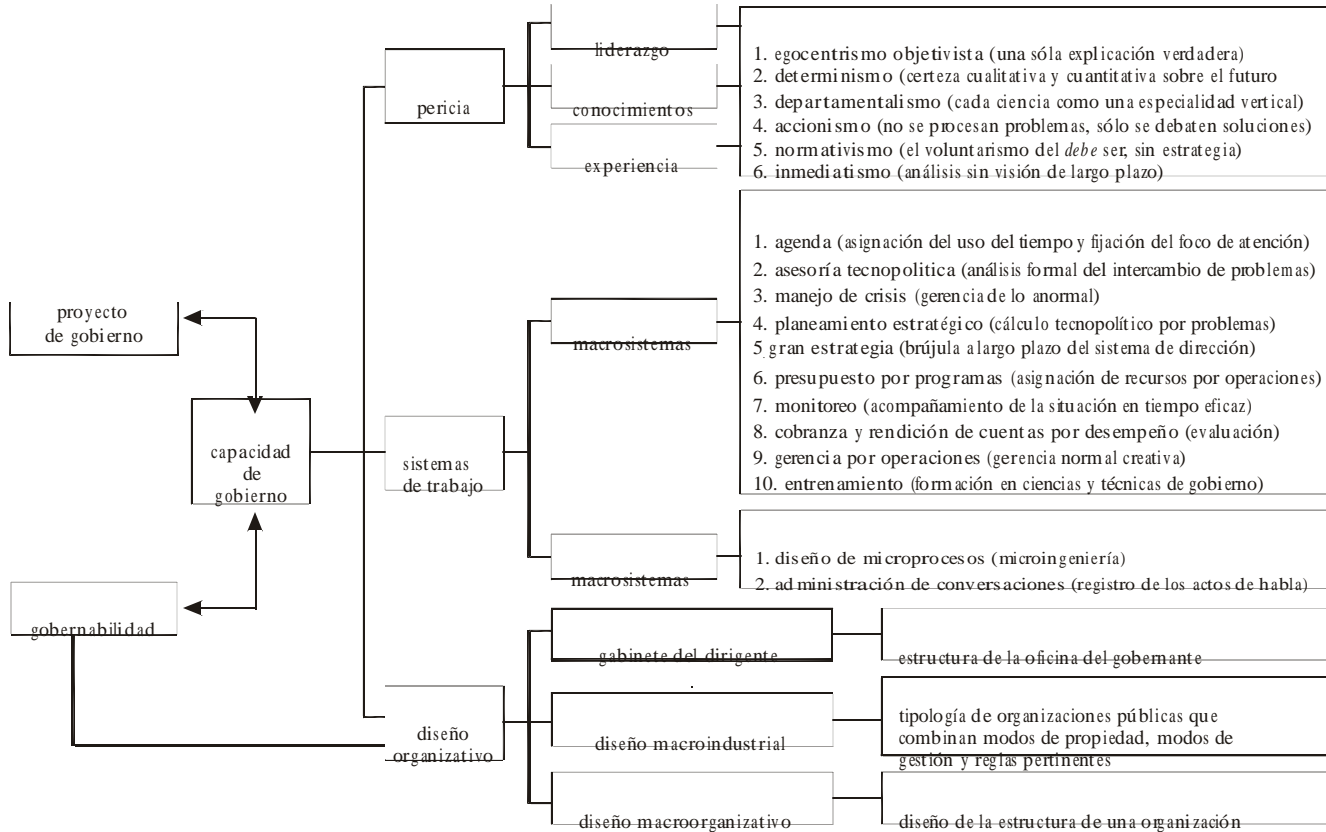 liderazgo
pericia
conocimientos
experiencia
1. egocentrismo objetivista (una sóla explicación verdadera)
2. determinismo (certeza cualitativa y cuantitativa sobre el futuro
3. departamentalismo (cada ciencia como una especialidad vertical)
4. accionismo (no se procesan problemas, sólo se debaten soluciones)
5. normativismo (el voluntarismo del debe ser, sin estrategia)
6. inmediatismo (análisis sin visión de largo plazo)
proyecto
de gobierno
capacidad
de
gobierno
gobernabilidad
sistemas
de trabajo
macrosistemas
1. agenda (asignación del uso del tiempo y fijación del foco de atención)
2. asesoría tecnopolitica (análisis formal del intercambio de problemas)
3. manejo de crisis (gerencia de lo anormal)
4. planeamiento estratégico (cálculo tecnopolítico por problemas)
5 gran estrategia (brújula a largo plazo del sistema de dirección)
6. presupuesto por programas (asignación de recursos por operaciones)
7. monitoreo (acompañamiento de la situación en tiempo eficaz)
8. cobranza y rendición de cuentas por desempeño (evaluación)
9. gerencia por operaciones (gerencia normal creativa)
10. entrenamiento (formación en ciencias y técnicas de gobierno)
macrosistemas
1. diseño de microprocesos (microingeniería)
2. administración de conversaciones (registro de los actos de habla)
diseño
organizativo
gabinete del dirigente
estructura de la oficina del gobernante
diseño macroindustrial
tipología de organizaciones públicas que
combinan modos de propiedad, modos de
gestión y reglas pertinentes
diseño macroorganizativo
diseño de la estructura de una organización